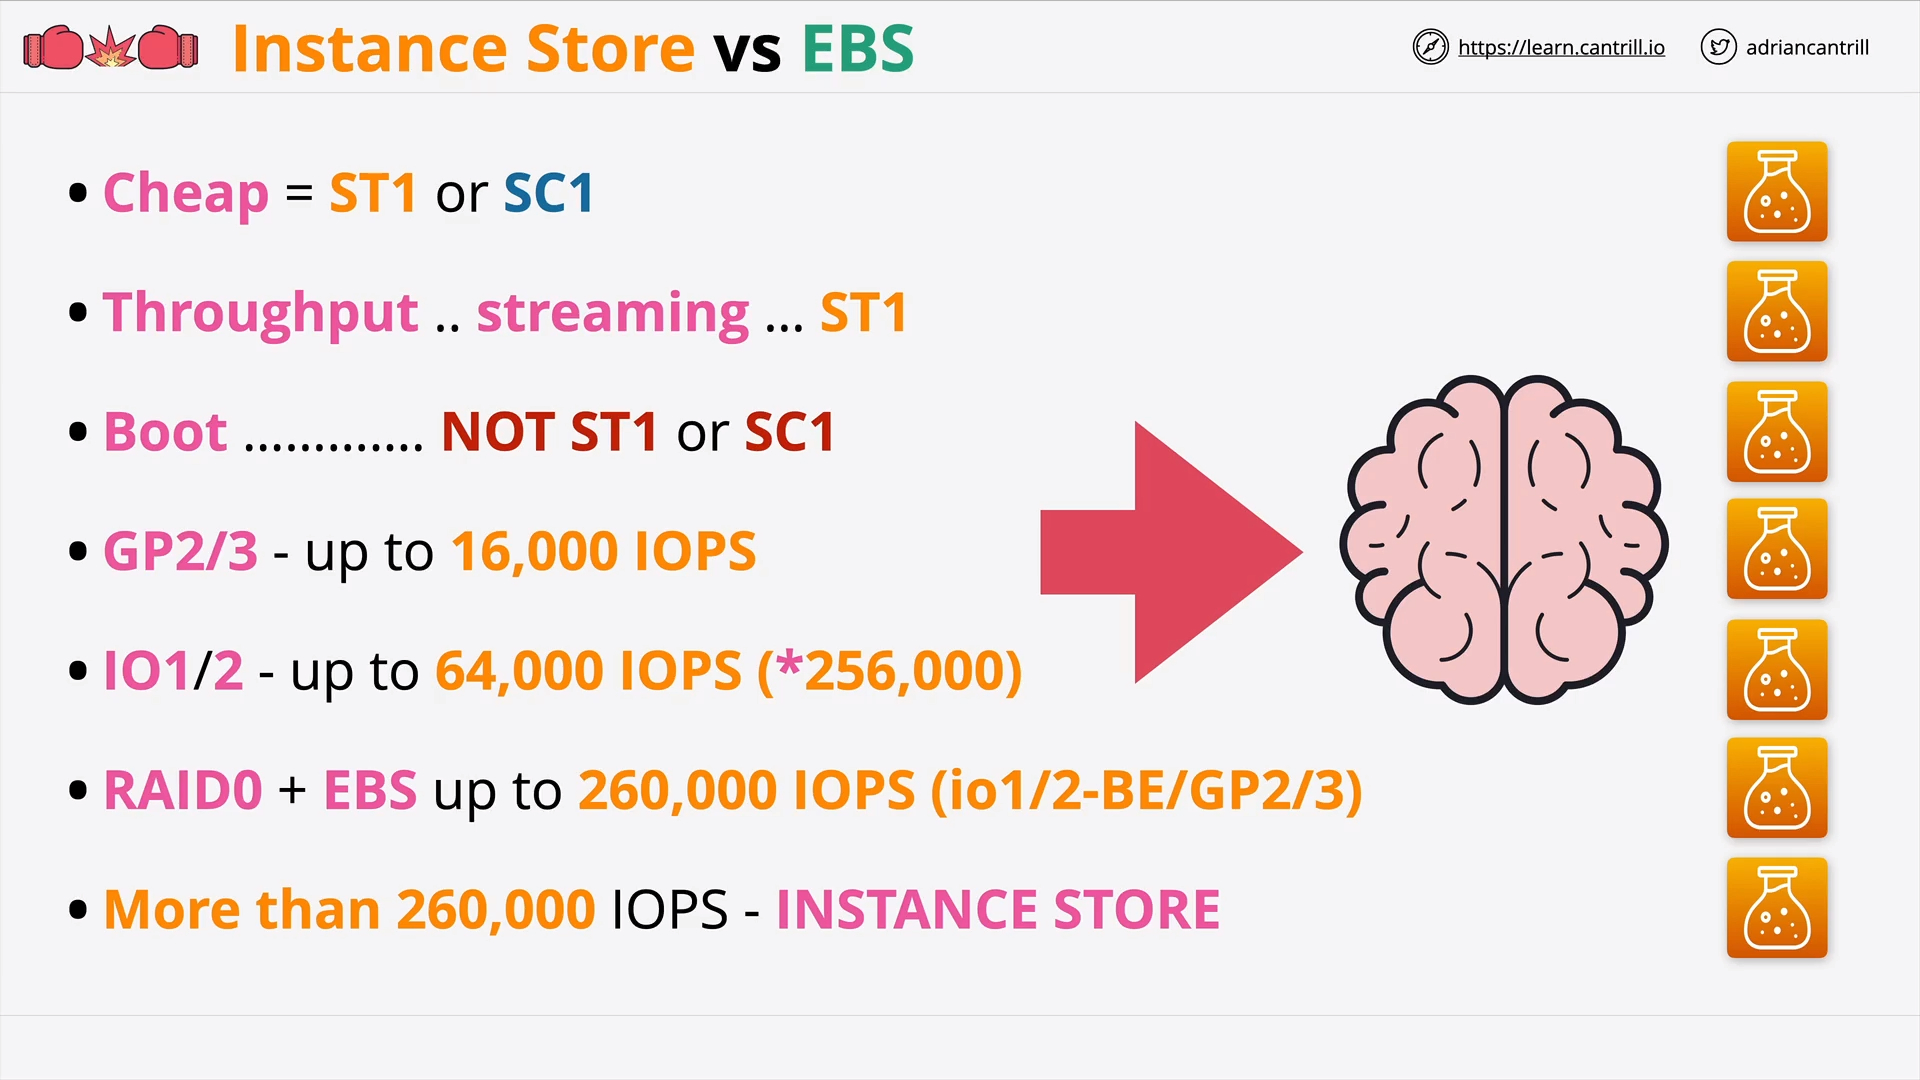 Instance Store vs EBS
https://learn.cantrill.io
adriancantrill
• Cheap = ST1 or SC1
• Throughput .. streaming ... ST1
• Boot ............. NOT ST1 or SC1
• GP2/3 - up to 16,000 IOPS
• IO1/2 - up to 64,000 IOPS (*256,000)
• RAID0 + EBS up to 260,000 IOPS (io1/2-BE/GP2/3)
• More than 260,000 IOPS - INSTANCE STORE